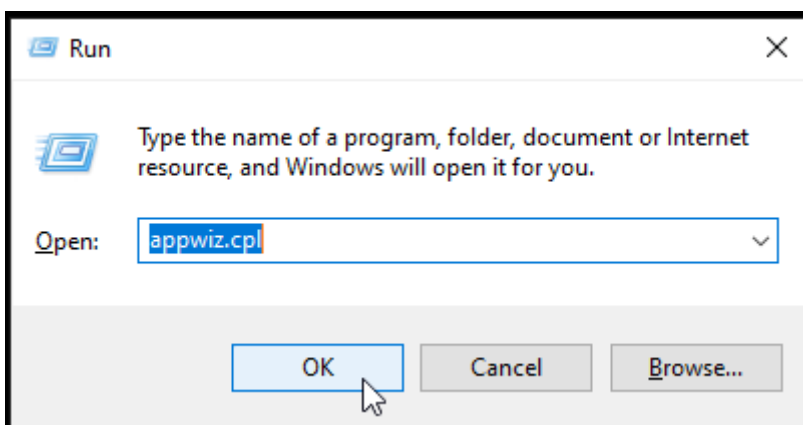 Run
Type the name of a program, folder, document or Internet
resource, and Windows will open it for you.
Open: appwiz.cpl
OK Cancel Browse...